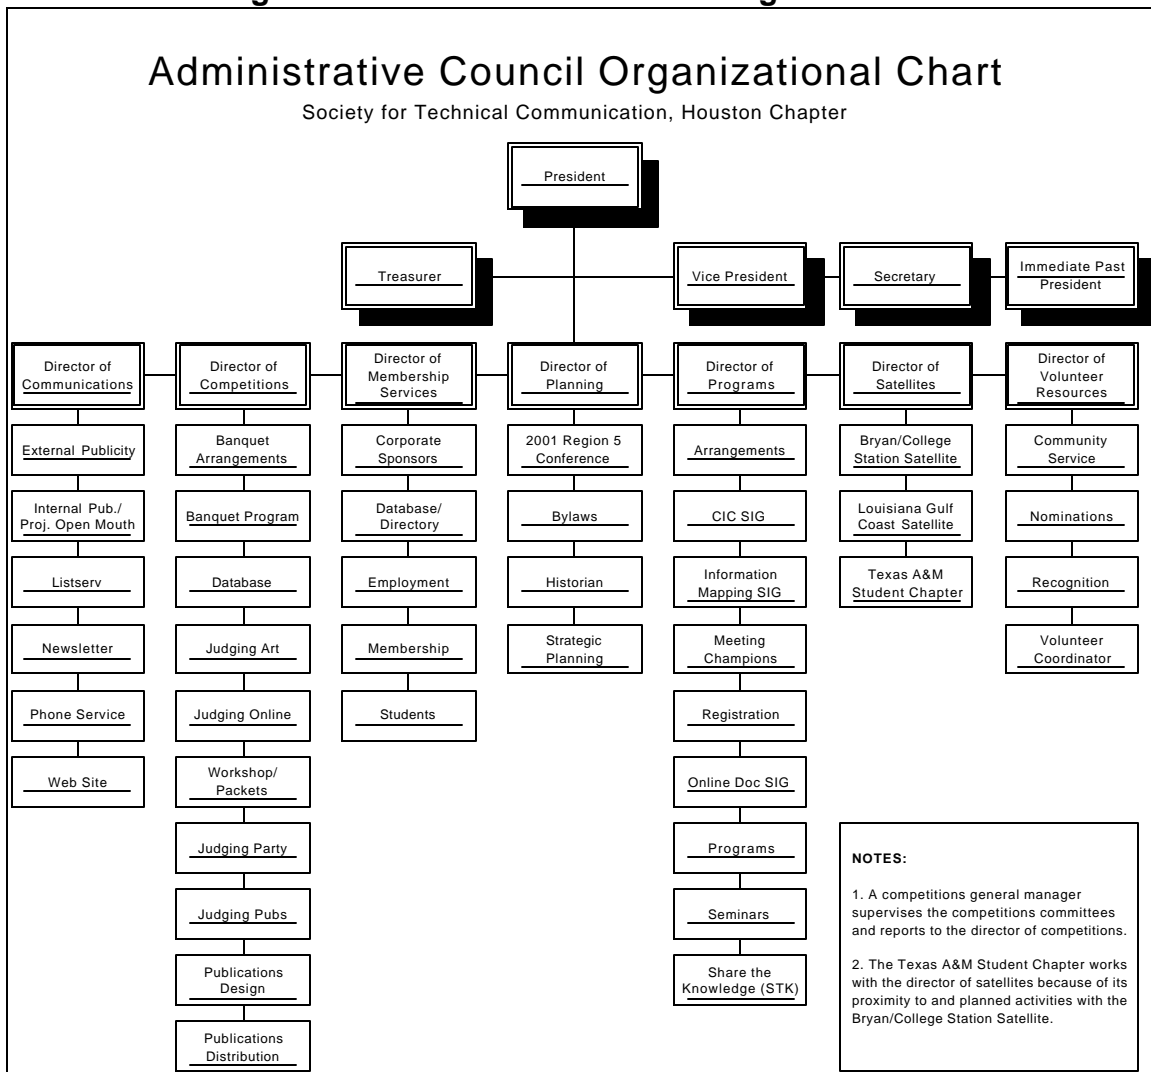 Administrative Council Organizational Chart
Society for Technical Communication, Houston Chapter
President
Treasurer
Vice President
Secretary
Immediate Past
President
Director of
Communications
Director of
Competitions
Director of
Membership
Services
Director of
Planning
Director of
Programs
Director of
Satellites
Director of
Volunteer
Resources
External Publicity
Internal Pub./
Proj. Open Mouth
Listserv
Newsletter
Phone Service
Web Site
Banquet
Arrangements
Banquet Program
Database
Judging Art
Judging Online
Workshop/
Packets
Judging Party
Judging Pubs
Publications
Design
Publications
Distribution
Corporate
Sponsors
Database/
Directory
Employment
Membership
Students
2001 Region 5
Conference
Bylaws
Historian
Strategic
Planning
Arrangements
CIC SIG
Information
Mapping SIG
Meeting
Champions
Registration
Online Doc SIG
Programs
Seminars
Share the
Knowledge (STK)
Bryan/College
Station Satellite
Louisiana Gulf
Coast Satellite
Texas A&M
Student Chapter
Community
Service
Nominations
Recognition
Volunteer
Coordinator
NOTES:
1. A competitions general manager
supervises the competitions committees
and reports to the director of competitions.
2. The Texas A&M Student Chapter works
with the director of satellites because of its
proximity to and planned activities with the
Bryan/College Station Satellite.